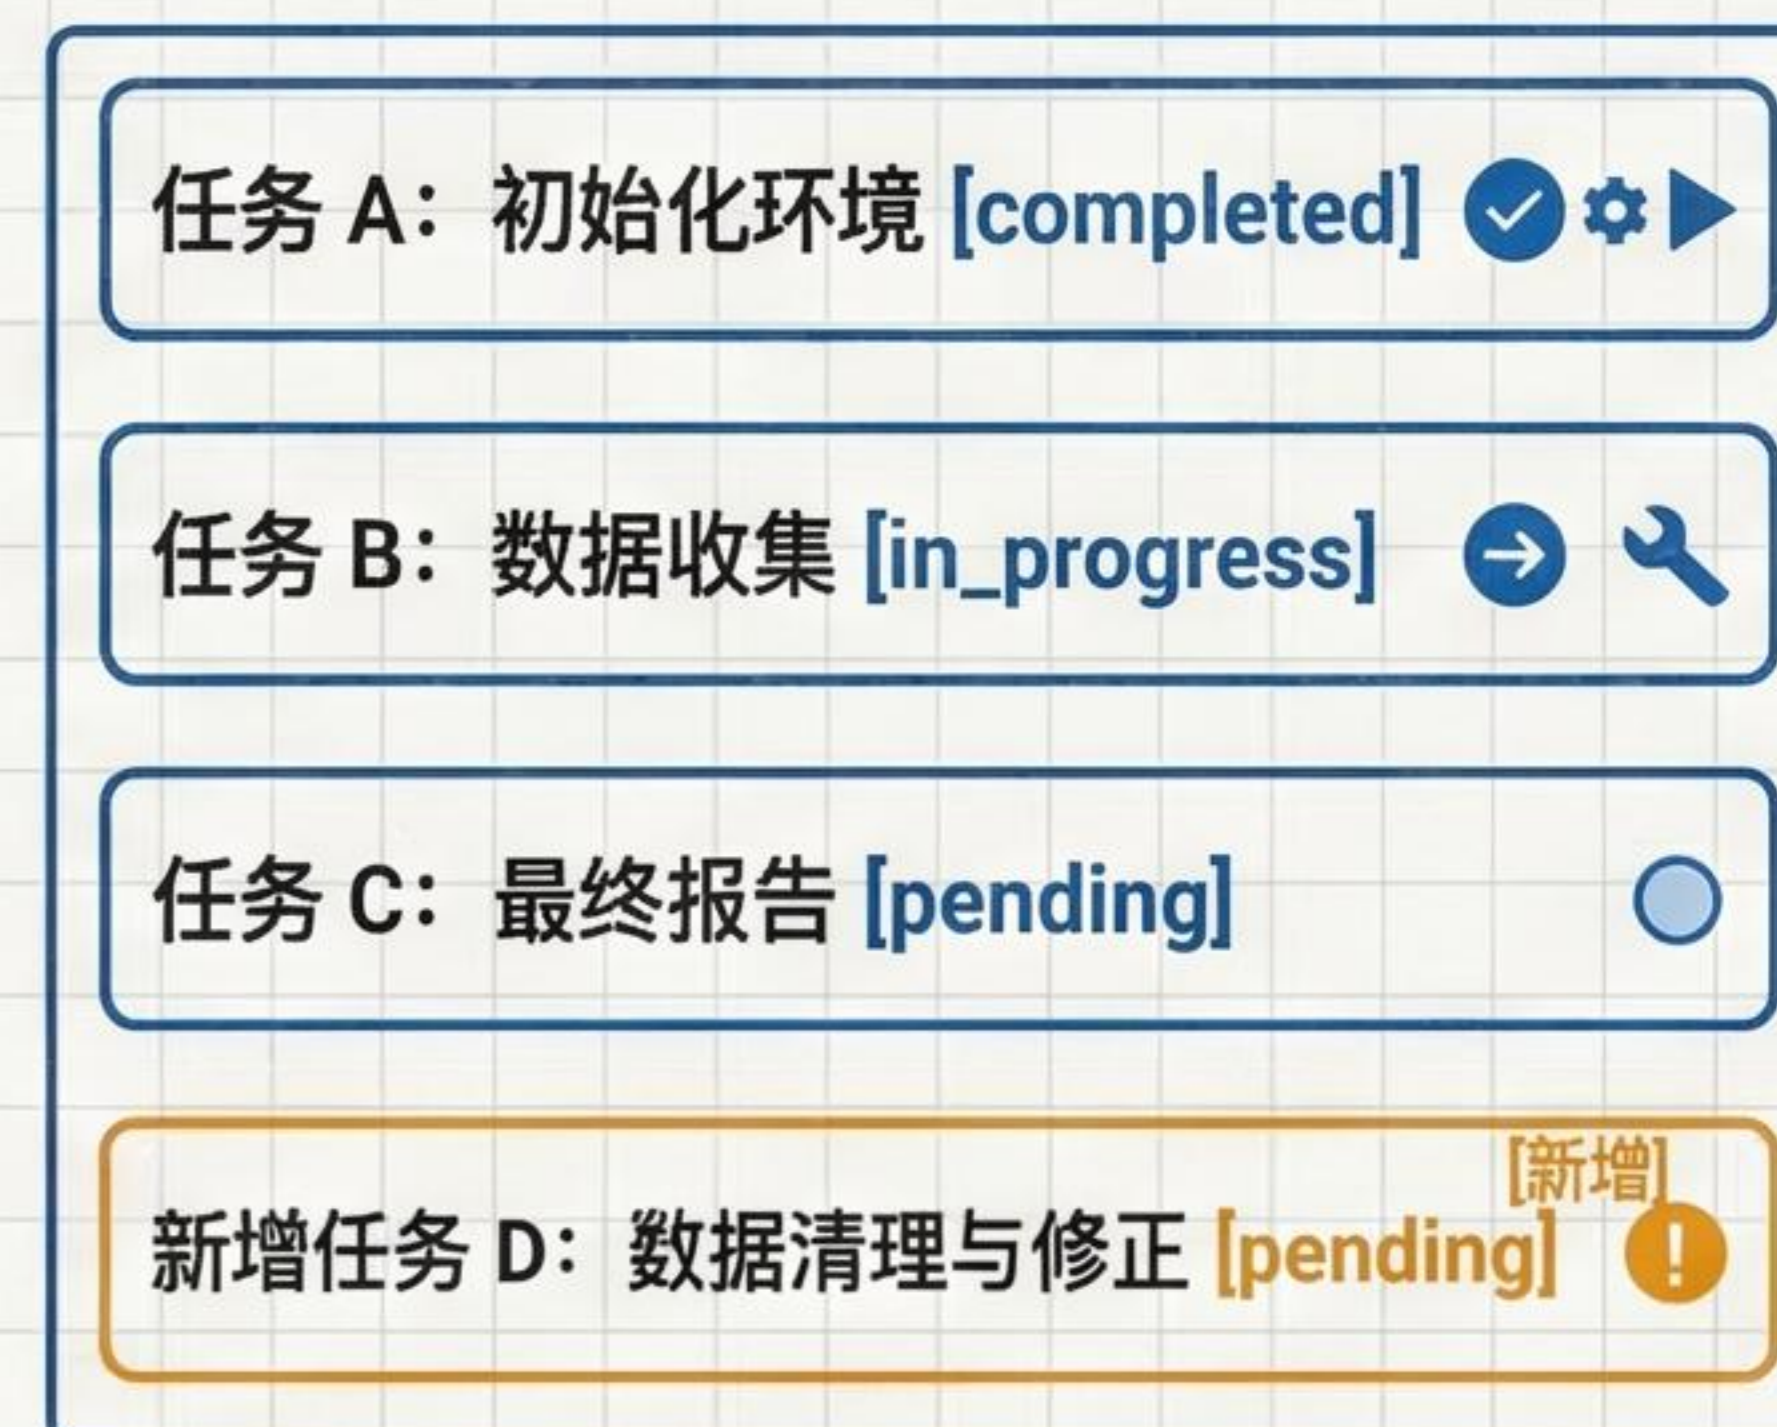 任务 A：初始化环境 [completed]
任务 B：数据收集 [in_progress]
任务 C：最终报告 [pending]
[新增]
新增任务 D：数据清理与修正 [pending]